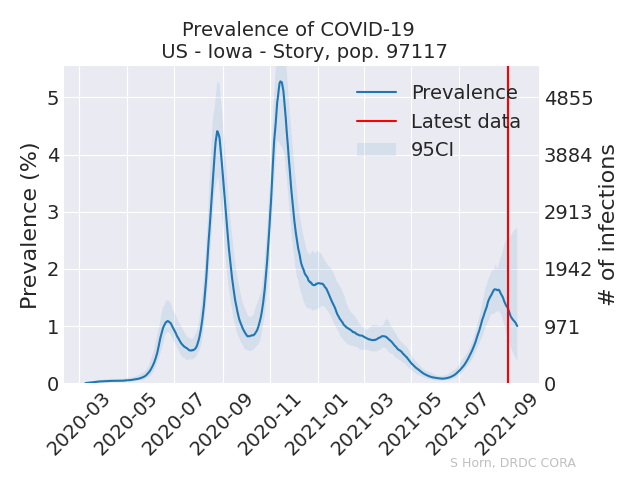 Prevalence of COVID-19
US - Iowa - Story, pop. 97117
Prevalence
Latest data
95CI
Prevalence (%)
5
4
3
2
1
0
4855
3884
2913
1942
971
0
# of infections
2020-03
2020-05
2020-07
2020-09
2020-11
2021-01
2021-03
2021-05
2021-07
2021-09
S Horn, DRDC CORA